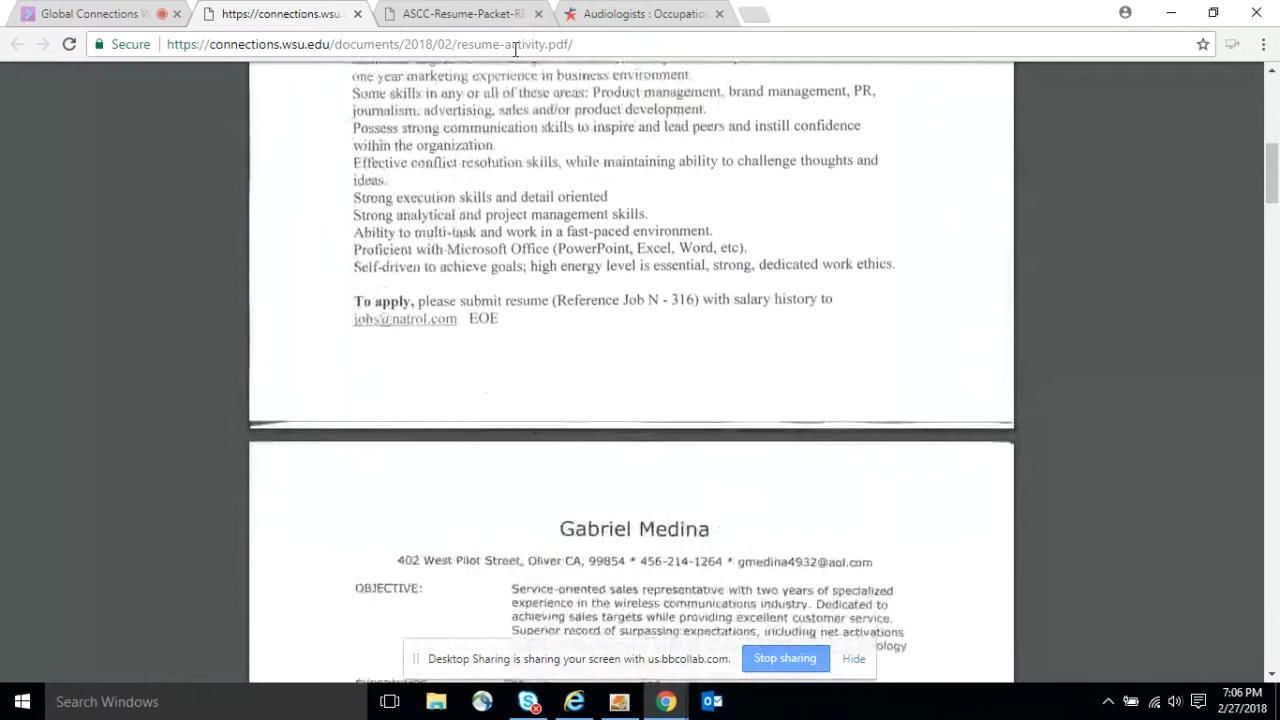 Global Connections W
https://connections.wsu.
ASCC-Resume-Packet-RE
Audiologists : Occupatio
Secure
https://connections.wsu.edu/documents/2018/02/resume-activity.pdf/
one year marketing experience in business environment
Some skills in any or all of these areas: Product management, brand management, PR,
journalism, advertising, sales and/or product development.
Possess strong communication skills to inspire and lead peers and instill confidence
within the organization
Effective conflict resolution skills, while maintaining ability to challenge thoughts and
ideas.
Strong execution skills and detail oriented
Strong analytical and project management skills.
Ability to multi-task and work in a fast-paced environment.
Proficient with Microsoft Office (PowerPoint, Excel, Word, etc).
Self-driven to achieve goals; high energy level is essential, strong, dedicated work ethics.
To apply, please submit resume (Reference Job N - 316) with salary history to
jobs@natrol.com EOE
Gabriel Medina
402 West Pilot Street, Oliver CA, 99854 * 456-214-1264 * gmedina4932@aol.com
OBJECTIVE:
Service-oriented sales representative with two years of specialized
experience in the wireless communications industry. Dedicated to
achieving sales targets while providing excellent customer service.
Superior record of surpassing expectations, including net activations
ology
Desktop Sharing is sharing your screen with us.bbcollab.com.
Stop sharing
Hide
Search Windows
7:06 PM
2/27/2018